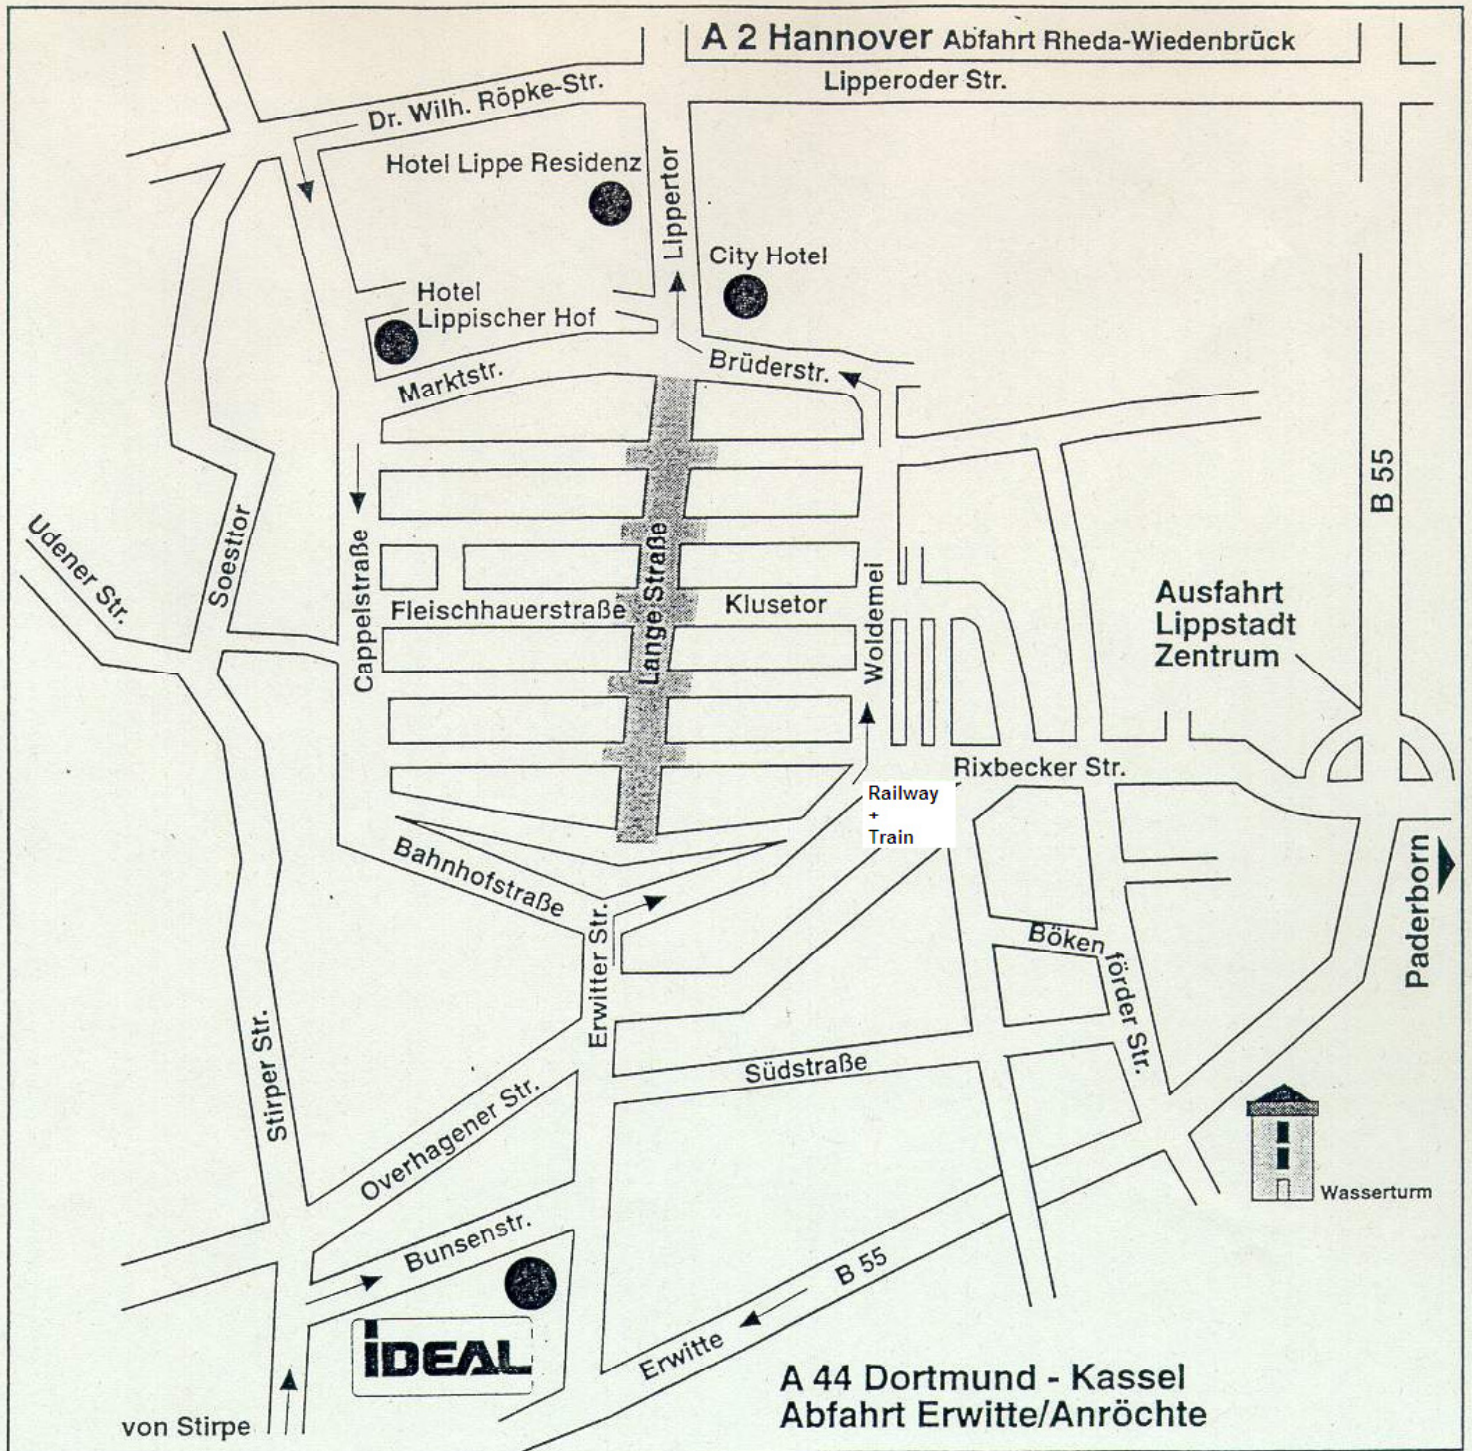 A 2 Hannover Abfahrt Rheda-Wiedenbrück
Lipperoder Str.
Dr. Wilh. Röpke-Str.
Hotel Lippe Residenz
Lippertor
City Hotel
Hotel
Lippischer Hof
Marktstr.
Brüderstr.
B 55
Udener Str.
Soesttor
Cappelstraße
Fleischhauerstraße
Lange Straße
Klusetor
Woldemei
Ausfahrt
Lippstadt
Zentrum
Rixbecker Str.
Railway
+
Train
Bahnhofstraße
Erwitter Str.
Paderborn
Böken förder Str.
Stirper Str.
Südstraße
Overhagener Str.
Wasserturm
Bunsenstr.
B 55
Erwitte
iDEAL
A 44 Dortmund - Kassel
Abfahrt Erwitte/Anröchte
von Stirpe